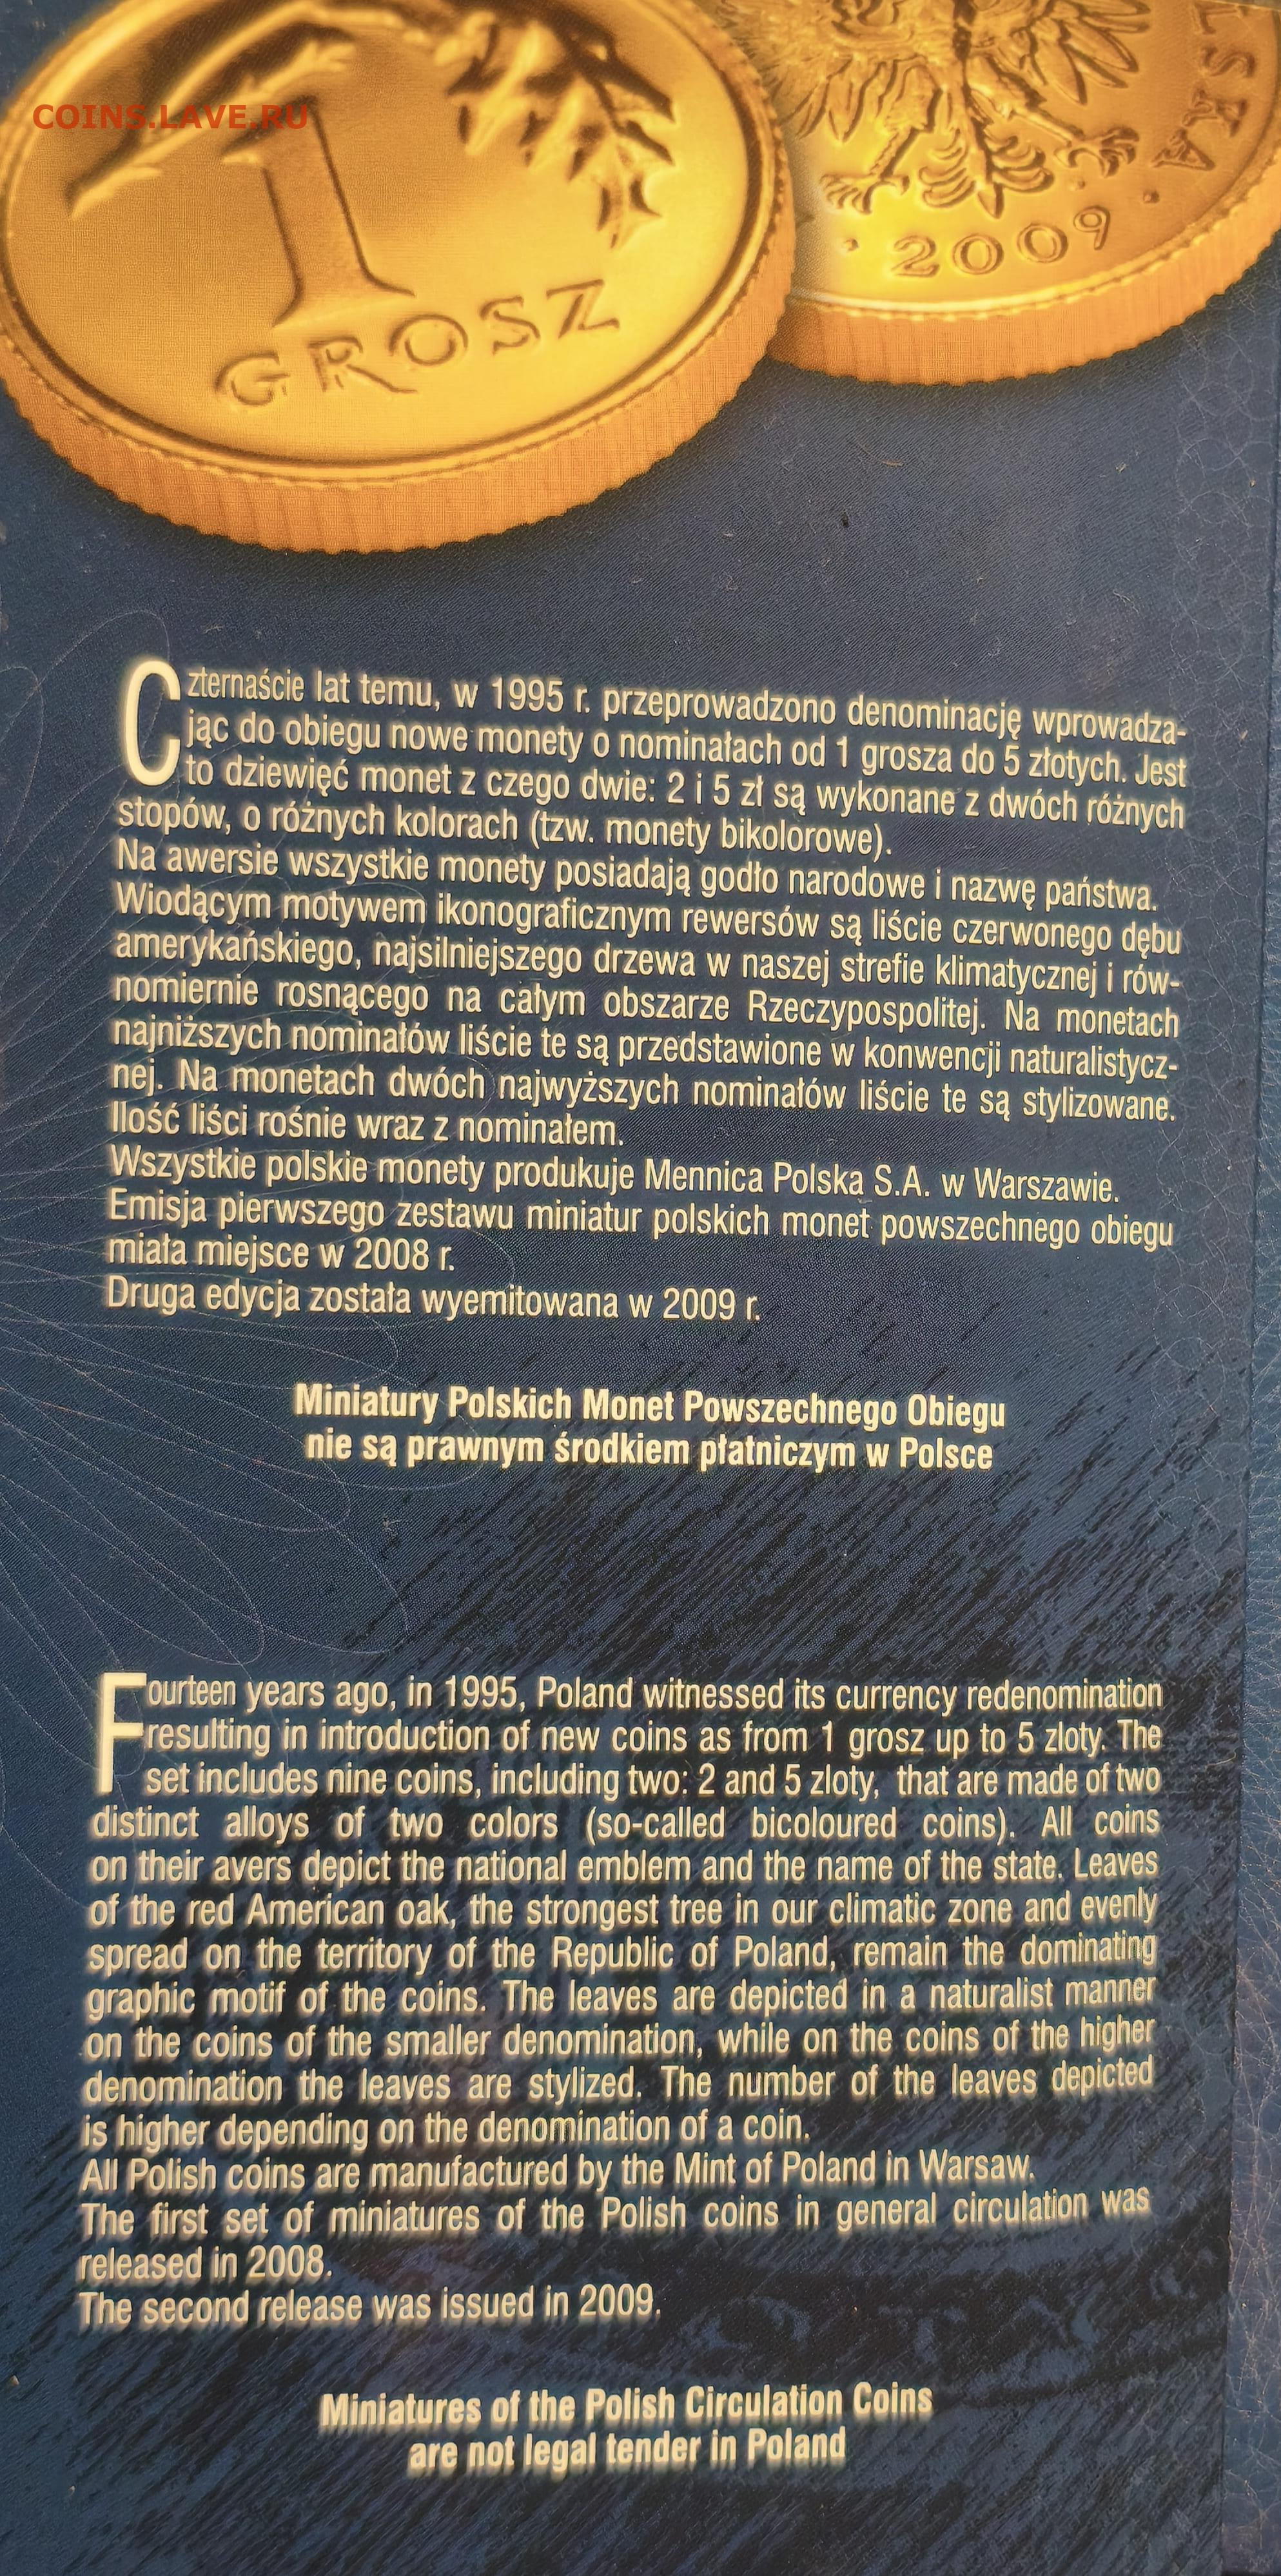 COINS.LAVE.RU
1
GROSZ
LSKA
· 2009 ·
Czternaście lat temu, w 1995 r. przeprowadzono denominację wprowadza-
jąc do obiegu nowe monety o nominałach od 1 grosza do 5 złotych. Jest
to dziewięć monet z czego dwie: 2 i 5 zł są wykonane z dwóch różnych
stopów, o różnych kolorach (tzw. monety bikolorowe).
Na awersie wszystkie monety posiadają godło narodowe i nazwę państwa.
Wiodącym motywem ikonograficznym rewersów są liście czerwonego dębu
amerykańskiego, najsilniejszego drzewa w naszej strefie klimatycznej i rów-
nomiernie rosnącego na całym obszarze Rzeczypospolitej. Na monetach
najniższych nominałów liście te są przedstawione w konwencji naturalistycz-
nej. Na monetach dwóch najwyższych nominałów liście te są stylizowane.
Ilość liści rośnie wraz z nominałem.
Wszystkie polskie monety produkuje Mennica Polska S.A. w Warszawie.
Emisja pierwszego zestawu miniatur polskich monet powszechnego obiegu
miała miejsce w 2008 r.
Druga edycja została wyemitowana w 2009 r.
Miniatury Polskich Monet Powszechnego Obiegu
nie są prawnym środkiem płatniczym w Polsce
Fourteen years ago, in 1995, Poland witnessed its currency redenomination
resulting in introduction of new coins as from 1 grosz up to 5 zloty. The
set includes nine coins, including two: 2 and 5 zloty, that are made of two
distinct alloys of two colors (so-called bicoloured coins). All coins
on their avers depict the national emblem and the name of the state. Leaves
of the red American oak, the strongest tree in our climatic zone and evenly
spread on the territory of the Republic of Poland, remain the dominating
graphic motif of the coins. The leaves are depicted in a naturalist manner
on the coins of the smaller denomination, while on the coins of the higher
denomination the leaves are stylized. The number of the leaves depicted
is higher depending on the denomination of a coin.
All Polish coins are manufactured by the Mint of Poland in Warsaw.
The first set of miniatures of the Polish coins in general circulation was
released in 2008.
The second release was issued in 2009.
Miniatures of the Polish Circulation Coins
are not legal tender in Poland